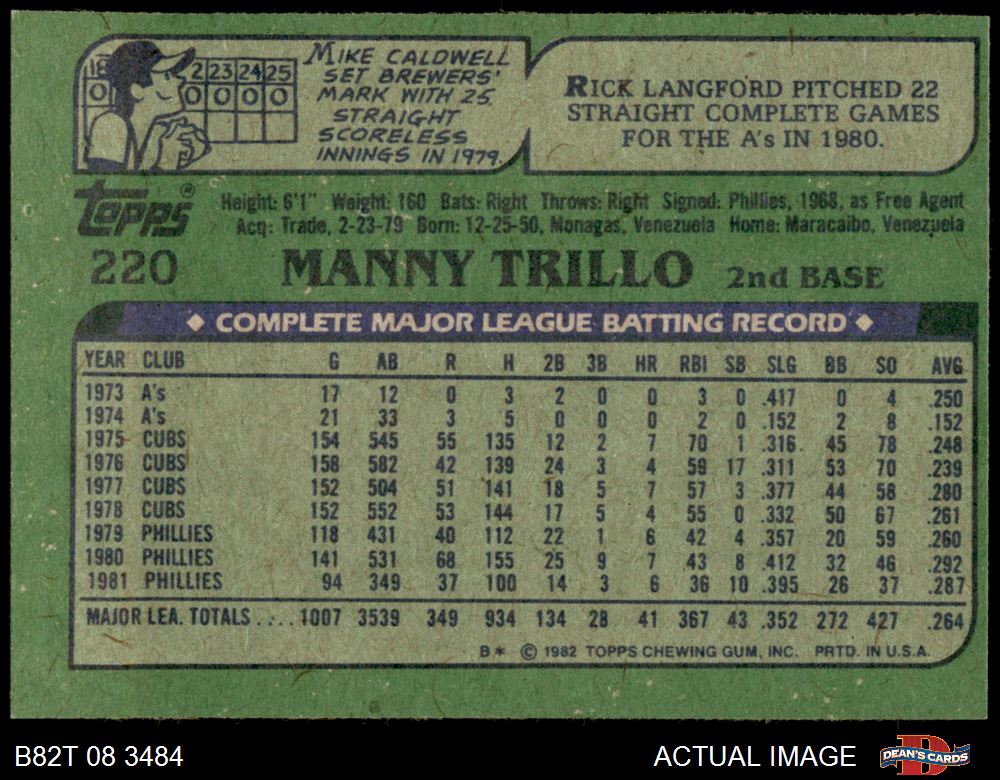 18 2 23 24 25
0 0 0 0 0
MIKE CALDWELL
SET BREWERS'
MARK WITH 25
STRAIGHT
SCORELESS
INNINGS IN 1979.
RICK LANGFORD PITCHED 22
STRAIGHT COMPLETE GAMES
FOR THE A's IN 1980.
TOPPS®
Height: 6'1" Weight: 160 Bats: Right Throws: Right Signed: Phillies, 1968, as Free Agent
Acq: Trade, 2-23-79 Born: 12-25-50, Monagas, Venezuela Home: Maracaibo, Venezuela
220 MANNY TRILLO 2nd BASE
◆ COMPLETE MAJOR LEAGUE BATTING RECORD ◆
YEAR CLUB G AB R H 2B 3B HR RBI SB SLG BB SO AVG
1973 A's 17 12 0 3 2 0 0 3 0 .417 0 4 .250
1974 A's 21 33 3 5 0 0 0 2 0 .152 2 8 .152
1975 CUBS 154 545 55 135 12 2 7 70 1 .316 45 78 .248
1976 CUBS 158 582 42 139 24 3 4 59 17 .311 53 70 .239
1977 CUBS 152 504 51 141 18 5 7 57 3 .377 44 58 .280
1978 CUBS 152 552 53 144 17 5 4 55 0 .332 50 67 .261
1979 PHILLIES 118 431 40 112 22 1 6 42 4 .357 20 59 .260
1980 PHILLIES 141 531 68 155 25 9 7 43 8 .412 32 46 .292
1981 PHILLIES 94 349 37 100 14 3 6 36 10 .395 26 37 .287
MAJOR LEA. TOTALS .... 1007 3539 349 934 134 28 41 367 43 .352 272 427 .264
B* © 1982 TOPPS CHEWING GUM, INC. PRTD. IN U.S.A.
B82T 08 3484 ACTUAL IMAGE DEAN'S CARDS